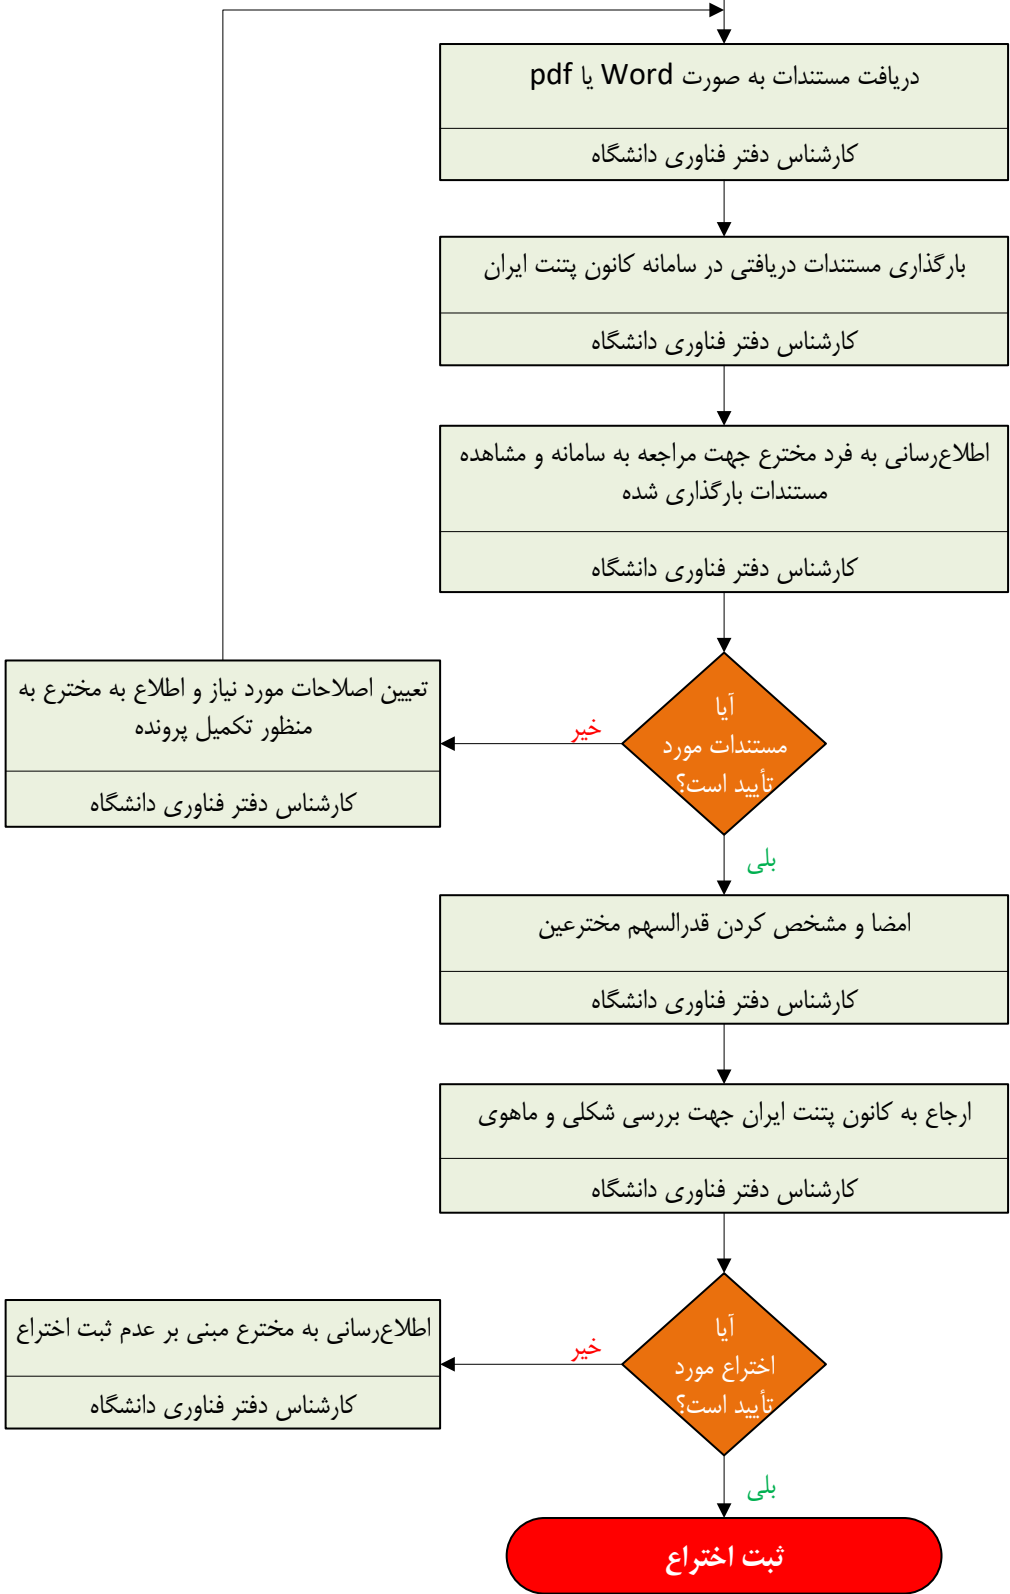 دریافت مستندات به صورت Word یا pdf
کارشناس دفتر فناوری دانشگاه
بارگذاری مستندات دریافتی در سامانه کانون پتنت ایران
کارشناس دفتر فناوری دانشگاه
اطلاع‌رسانی به فرد مخترع جهت مراجعه به سامانه و مشاهده
مستندات بارگذاری شده
کارشناس دفتر فناوری دانشگاه
آیا
مستندات مورد
تأیید است؟
خیر
تعیین اصلاحات مورد نیاز و اطلاع به مخترع به
منظور تکمیل پرونده
کارشناس دفتر فناوری دانشگاه
بلی
امضا و مشخص کردن قدرالسهم مخترعین
کارشناس دفتر فناوری دانشگاه
ارجاع به کانون پتنت ایران جهت بررسی شکلی و ماهوی
کارشناس دفتر فناوری دانشگاه
آیا
اختراع مورد
تأیید است؟
خیر
اطلاع‌رسانی به مخترع مبنی بر عدم ثبت اختراع
کارشناس دفتر فناوری دانشگاه
بلی
ثبت اختراع